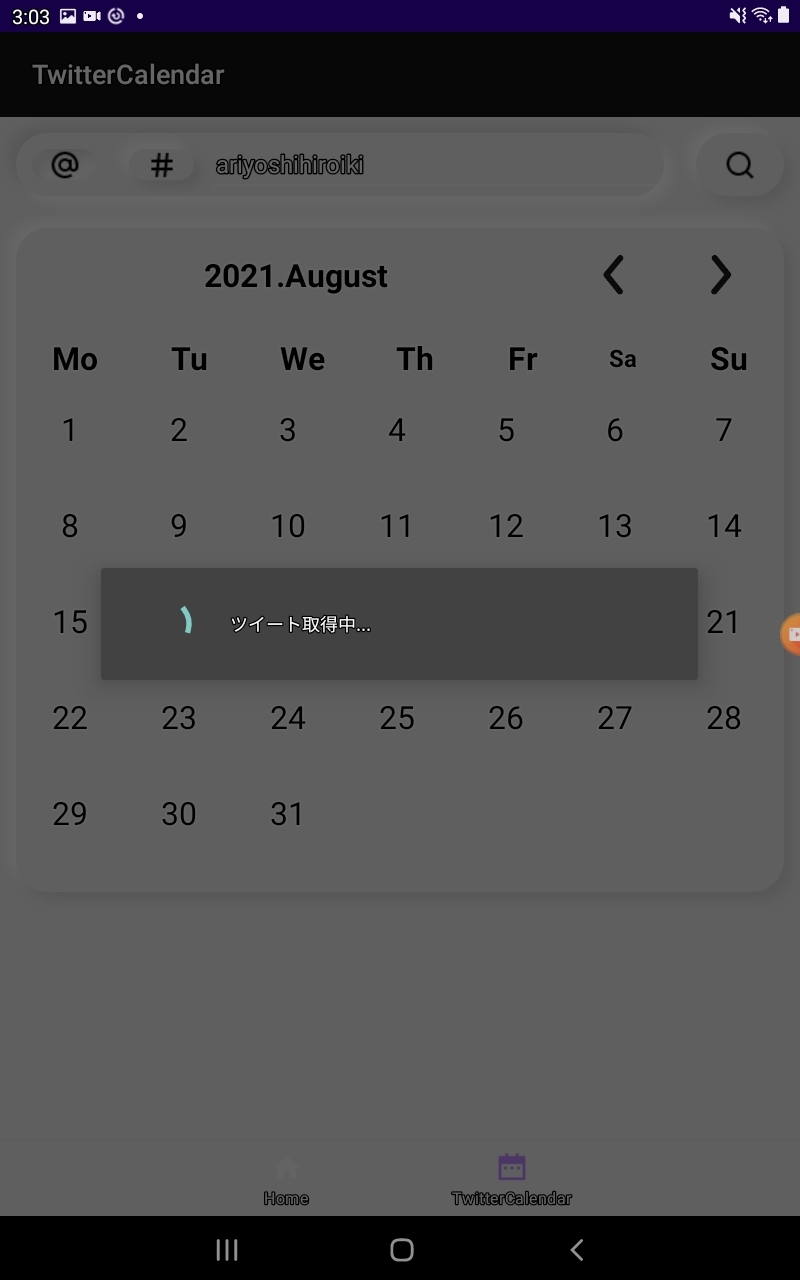 3:03
TwitterCalendar
@ # ariyoshihiroiki
2021.August
Mo Tu We Th Fr Sa Su
1 2 3 4 5 6 7
8 9 10 11 12 13 14
15 21
ツイート取得中...
22 23 24 25 26 27 28
29 30 31
Home TwitterCalendar